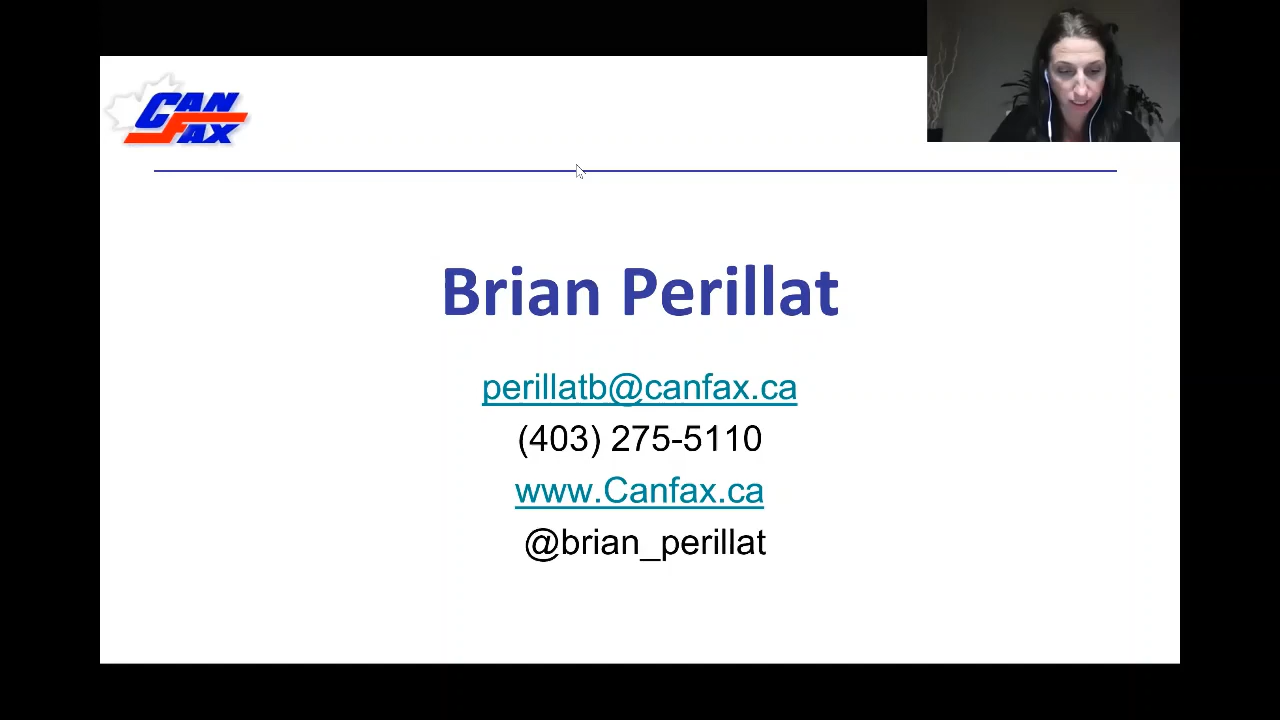 CAN
FAX
Brian Perillat
perillatb@canfax.ca
(403) 275-5110
www.Canfax.ca
@brian_perillat